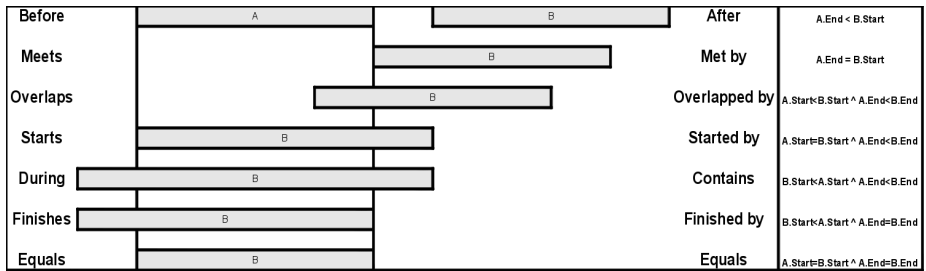 Before A B After A.End < B.Start
Meets B Met by A.End = B.Start
Overlaps B Overlapped by A.Start<B.Start ^ A.End<B.End
Starts B Started by A.Start=B.Start ^ A.End<B.End
During B Contains B.Start<A.Start ^ A.End<B.End
Finishes B Finished by B.Start<A.Start ^ A.End=B.End
Equals B Equals A.Start=B.Start ^ A.End=B.End